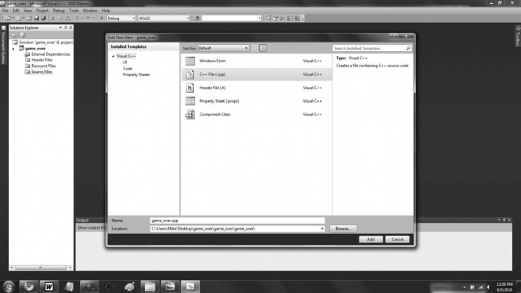 game_over - Microsoft Visual C++ 2010 Express
File Edit View Project Debug Tools Window Help
Debug Win32
Solution Explorer
Solution 'game_over' (1 project)
game_over
External Dependencies
Header Files
Resource Files
Source Files
Add New Item - game_over
Installed Templates
Visual C++
UI
Code
Property Sheets
Sort by: Default
Search Installed Templates
Windows Form Visual C++
C++ File (.cpp) Visual C++
Header File (.h) Visual C++
Property Sheet (.props) Visual C++
Component Class Visual C++
Type: Visual C++
Creates a file containing C++ source code
Name: game_over.cpp
Location: C:\Users\Mike\Desktop\game_over\game_over\game_over\
Browse...
Add Cancel
Output
Show output from
12:06 PM